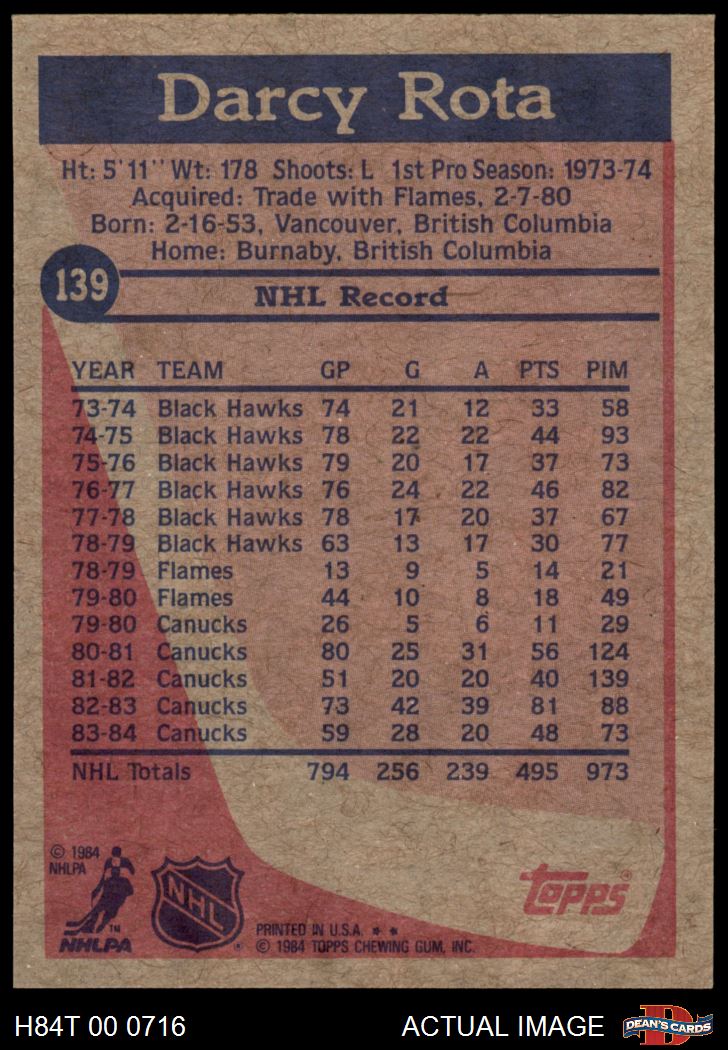 Darcy Rota
Ht: 5'11'' Wt: 178 Shoots: L 1st Pro Season: 1973-74
Acquired: Trade with Flames, 2-7-80
Born: 2-16-53, Vancouver, British Columbia
Home: Burnaby, British Columbia
139
NHL Record
YEAR TEAM GP G A PTS PIM
73-74 Black Hawks 74 21 12 33 58
74-75 Black Hawks 78 22 22 44 93
75-76 Black Hawks 79 20 17 37 73
76-77 Black Hawks 76 24 22 46 82
77-78 Black Hawks 78 17 20 37 67
78-79 Black Hawks 63 13 17 30 77
78-79 Flames 13 9 5 14 21
79-80 Flames 44 10 8 18 49
79-80 Canucks 26 5 6 11 29
80-81 Canucks 80 25 31 56 124
81-82 Canucks 51 20 20 40 139
82-83 Canucks 73 42 39 81 88
83-84 Canucks 59 28 20 48 73
NHL Totals 794 256 239 495 973
© 1984
NHLPA
TM
NHLPA
NHL ®
topps®
PRINTED IN U.S.A. * *
© 1984 TOPPS CHEWING GUM, INC.
H84T 00 0716 ACTUAL IMAGE
D
DEAN'S CARDS